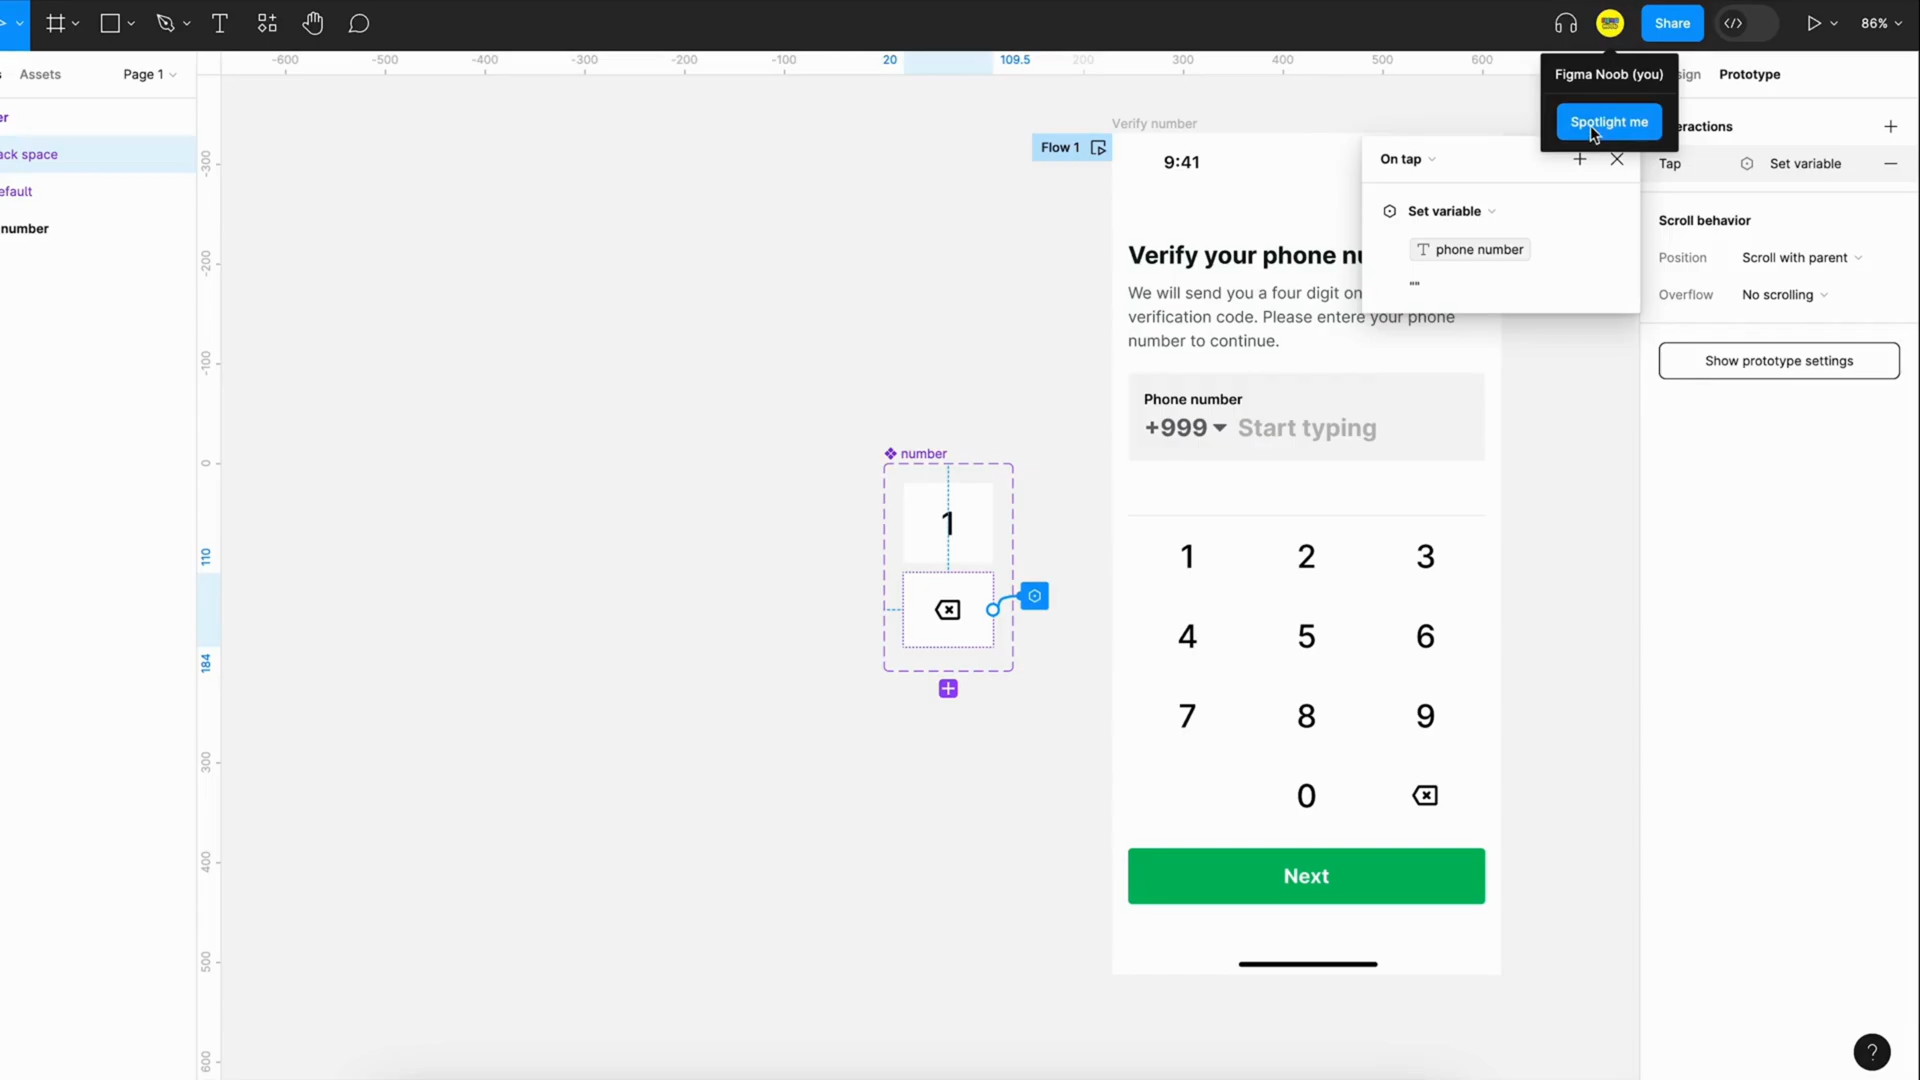 Share
86%
Assets
Page 1
-600
-500
-400
-300
-200
-100
20
109.5
200
300
400
500
600
Figma Noob (you)
Spotlight me
sign
Prototype
er
ack space
efault
number
-300
-200
-100
0
110
184
300
400
500
600
Verify number
Flow 1
9:41
Verify your phone nu
We will send you a four digit on
verification code. Please entere your phone
number to continue.
Phone number
+999
Start typing
number
1
1
2
3
4
5
6
7
8
9
0
Next
On tap
Set variable
T phone number
""
eractions
Tap
Set variable
Scroll behavior
Position
Scroll with parent
Overflow
No scrolling
Show prototype settings
?